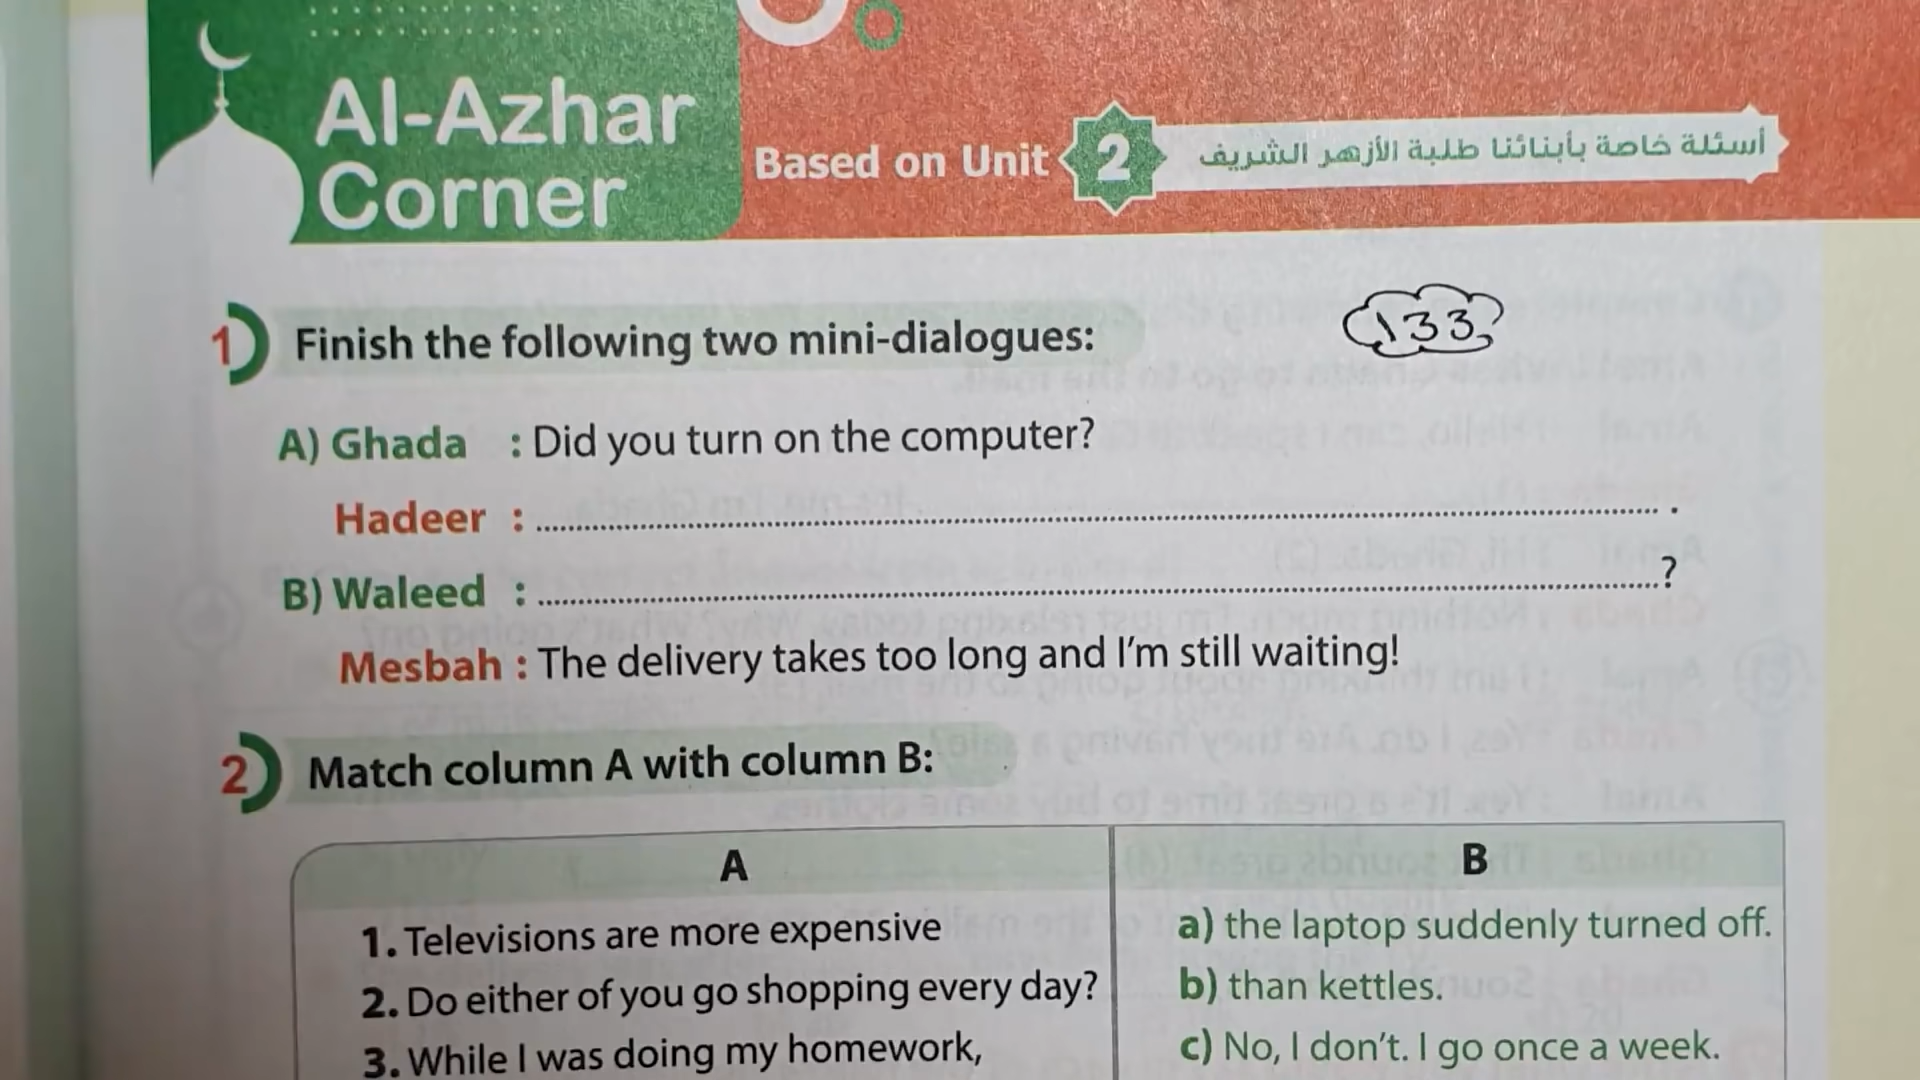 Al-Azhar
Corner
Based on Unit 2
أسئلة خاصة بأبنائنا طلبة الأزهر الشريف
1 Finish the following two mini-dialogues:
133
A) Ghada : Did you turn on the computer?
Hadeer : .
B) Waleed : ?
Mesbah : The delivery takes too long and I'm still waiting!
2 Match column A with column B:
A B
1. Televisions are more expensive a) the laptop suddenly turned off.
2. Do either of you go shopping every day? b) than kettles.
3. While I was doing my homework, c) No, I don't. I go once a week.